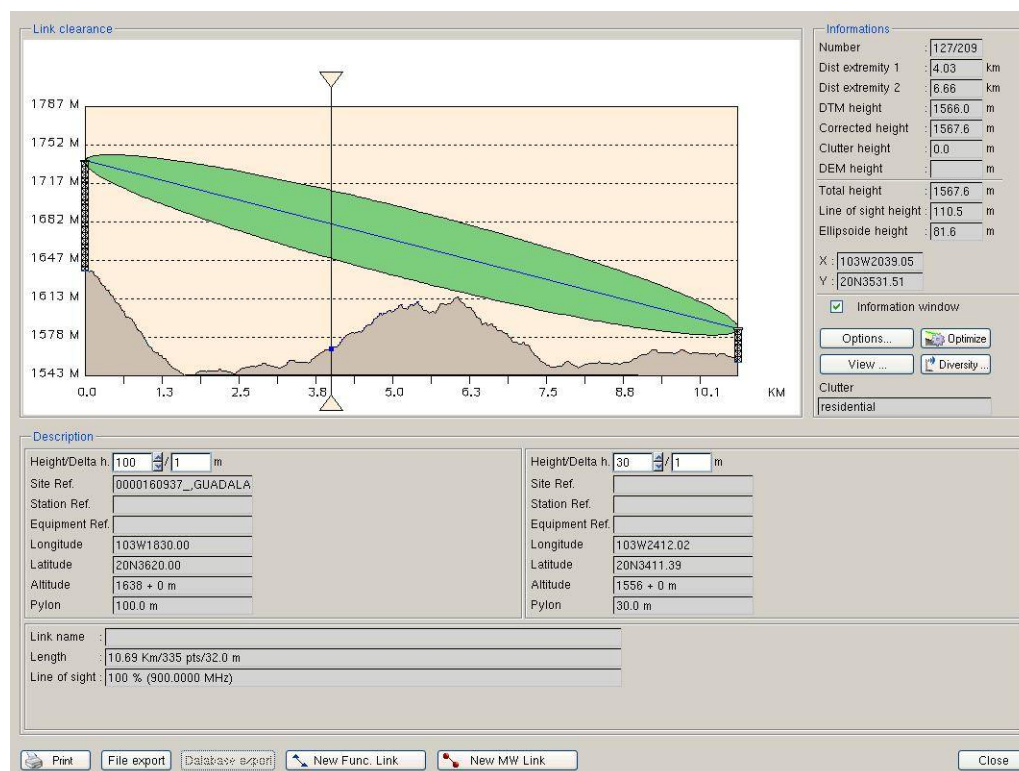 Link clearance
1787 M
1752 M
1717 M
1682 M
1647 M
1613 M
1578 M
1543 M
0.0 1.3 2.5 3.8 5.0 6.3 7.5 8.8 10.1 KM
Informations
Number : 127/209
Dist extremity 1 : 4.03 km
Dist extremity 2 : 6.66 km
DTM height : 1566.0 m
Corrected height : 1567.6 m
Clutter height : 0.0 m
DEM height : m
Total height : 1567.6 m
Line of sight height : 110.5 m
Ellipsoide height : 81.6 m
X : 103W2039.05
Y : 20N3531.51
Information window
Options... Optimize
View ... Diversity ...
Clutter
residential
Description
Height/Delta h. 100 / 1 m
Site Ref. 0000160937_,GUADALA
Station Ref.
Equipment Ref.
Longitude 103W1830.00
Latitude 20N3620.00
Altitude 1638 + 0 m
Pylon 100.0 m
Height/Delta h. 30 / 1 m
Site Ref.
Station Ref.
Equipment Ref.
Longitude 103W2412.02
Latitude 20N3411.39
Altitude 1556 + 0 m
Pylon 30.0 m
Link name :
Length : 10.69 Km/335 pts/32.0 m
Line of sight : 100 % (900.0000 MHz)
Print File export Database export New Func. Link New MW Link Close